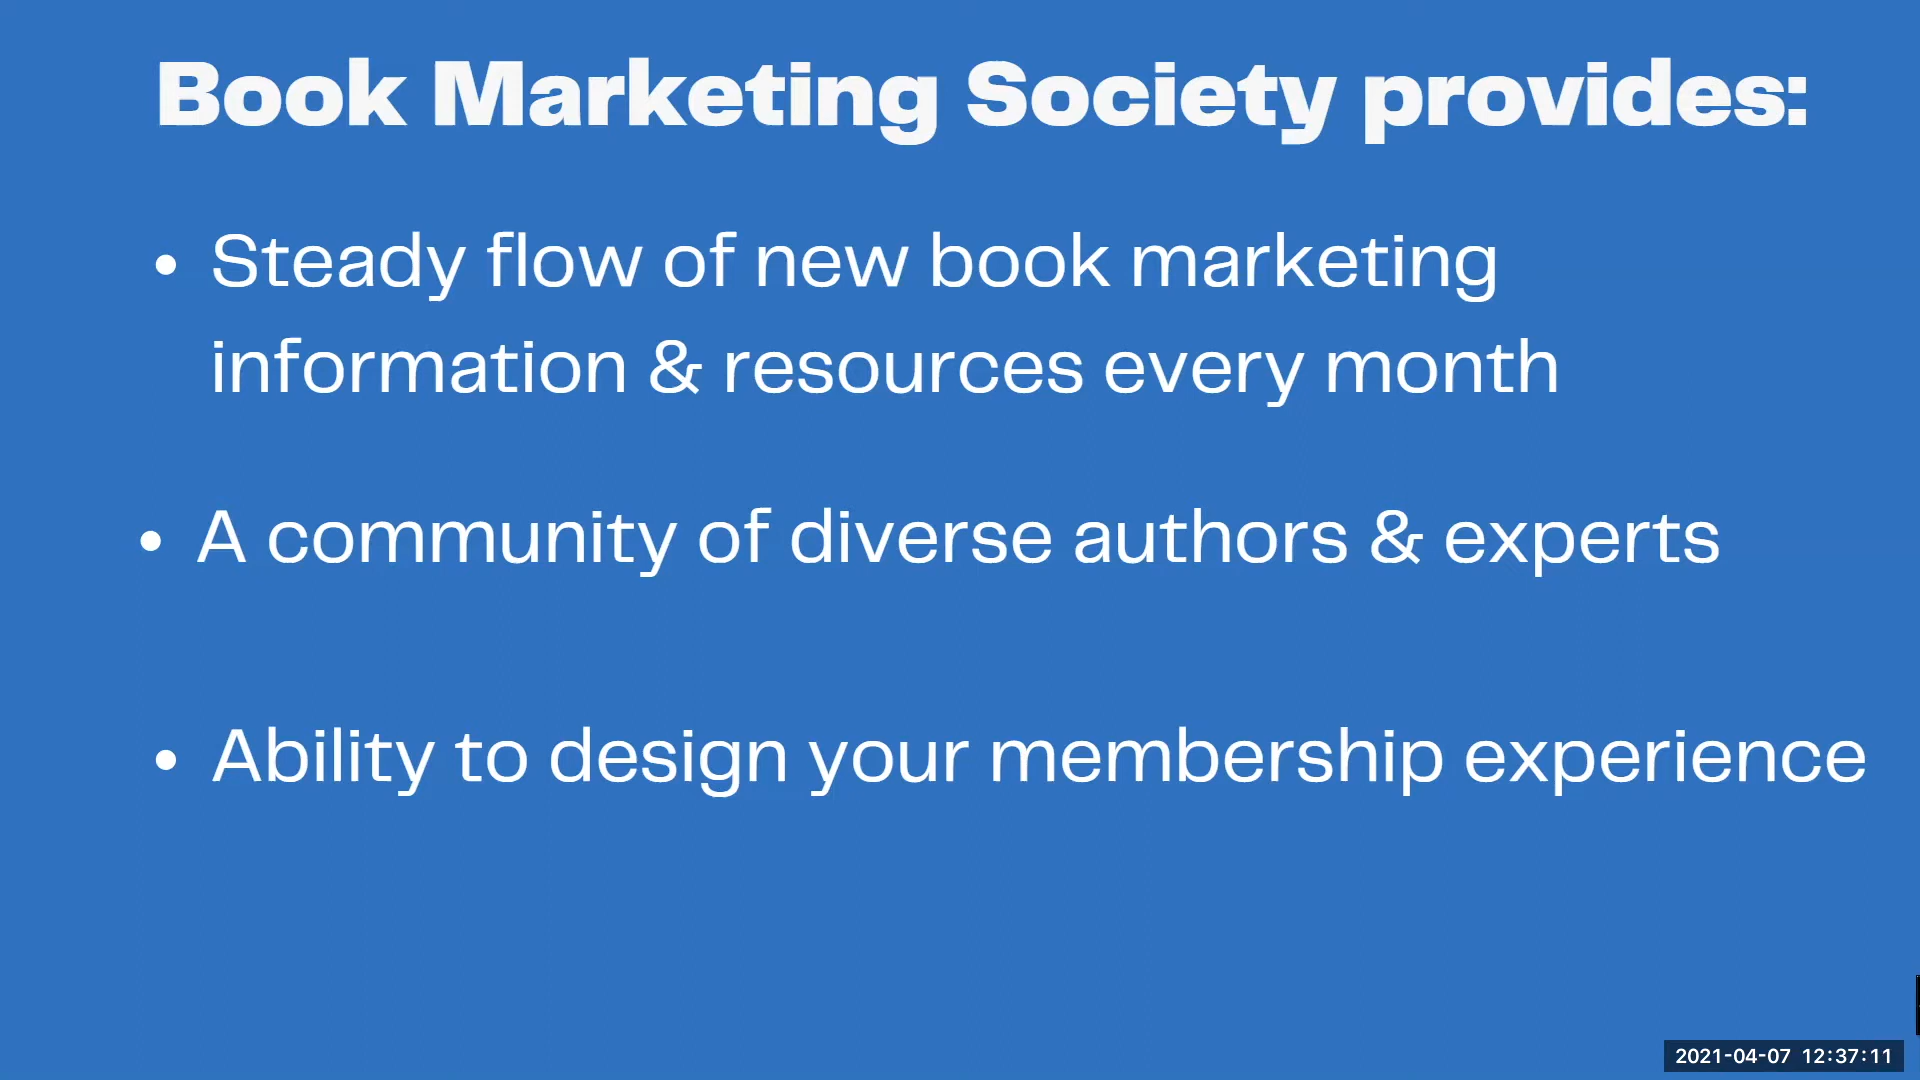 Book Marketing Society provides:
• Steady flow of new book marketing
information & resources every month
• A community of diverse authors & experts
• Ability to design your membership experience
2021-04-07 12:37:11